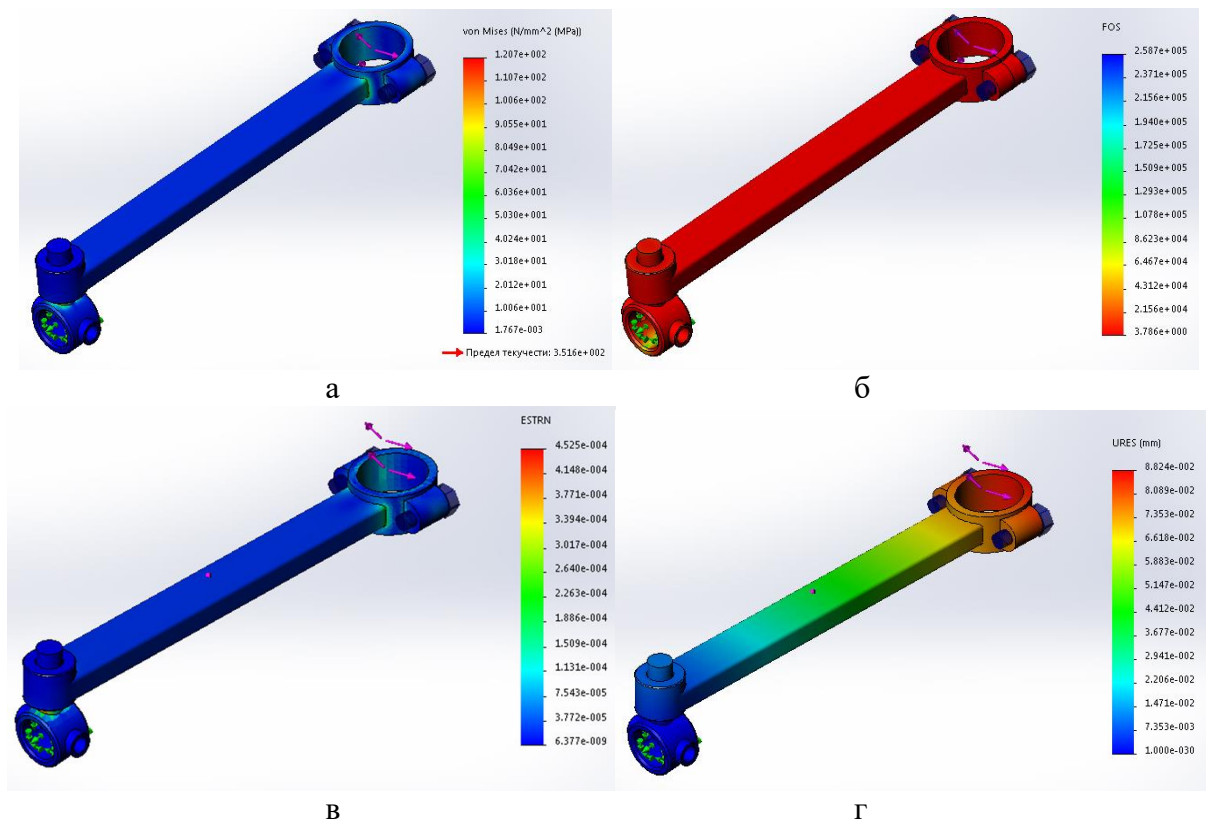 von Mises (N/mm^2 (MPa))
1.207e+002
1.107e+002
1.006e+002
9.055e+001
8.049e+001
7.042e+001
6.036e+001
5.030e+001
4.024e+001
3.018e+001
2.012e+001
1.006e+001
1.767e-003
Предел текучести: 3.516e+002
а
FOS
2.587e+005
2.371e+005
2.156e+005
1.940e+005
1.725e+005
1.509e+005
1.293e+005
1.078e+005
8.623e+004
6.467e+004
4.312e+004
2.156e+004
3.786e+000
б
ESTRN
4.525e-004
4.148e-004
3.771e-004
3.394e-004
3.017e-004
2.640e-004
2.263e-004
1.886e-004
1.509e-004
1.131e-004
7.543e-005
3.772e-005
6.377e-009
в
URES (mm)
8.824e-002
8.089e-002
7.353e-002
6.618e-002
5.882e-002
5.147e-002
4.412e-002
3.677e-002
2.941e-002
2.206e-002
1.471e-002
7.353e-003
1.000e-030
г